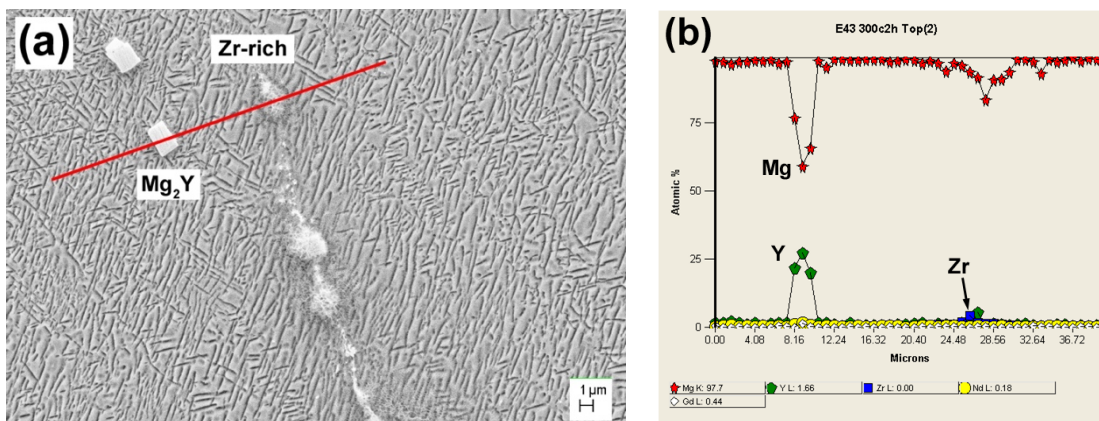 (a)
Zr-rich
Mg₂Y
1 µm
(b)
E43 300c2h Top(2)
Atomic %
75
50
25
0
Mg
Y
Zr
0.00 4.08 8.16 12.24 16.32 20.40 24.48 28.56 32.64 36.72
Microns
Mg K: 97.7 Y L: 1.66 Zr L: 0.00 Nd L: 0.18
Gd L: 0.44